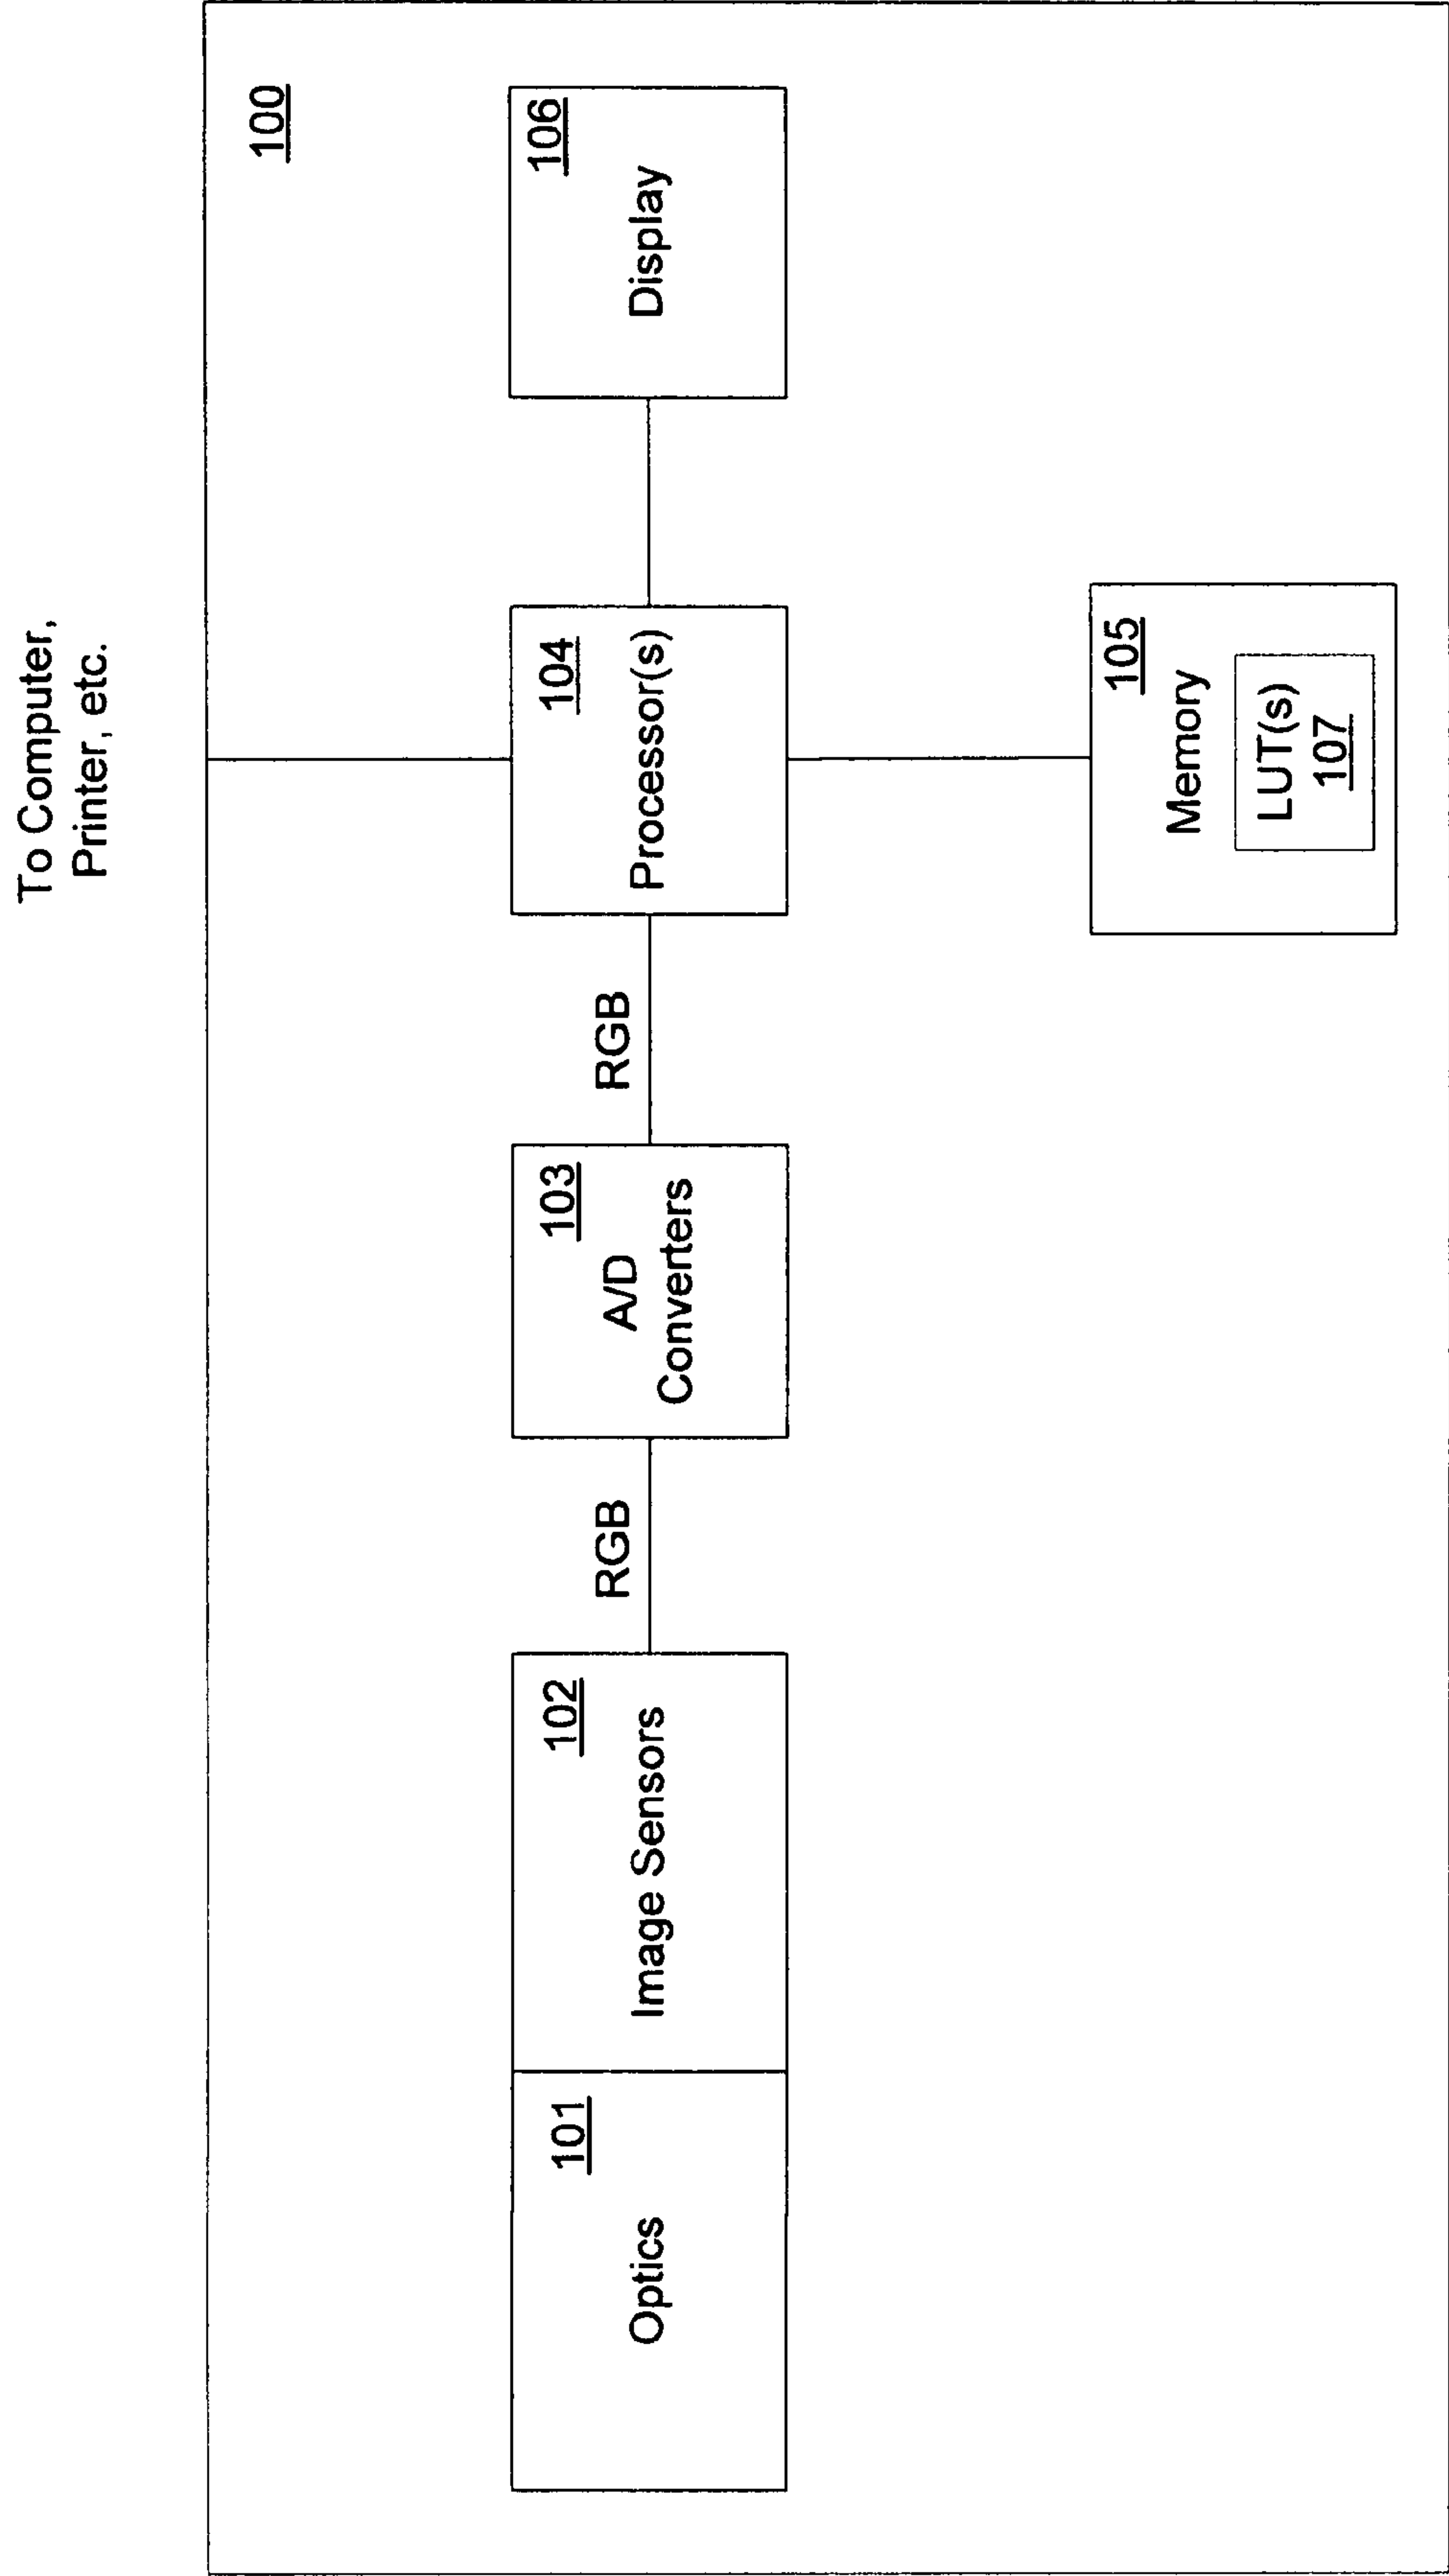 To Computer,
Printer, etc.
100
101
Optics
102
Image Sensors
RGB
103
A/D
Converters
RGB
104
Processor(s)
106
Display
105
Memory
LUT(s)
107